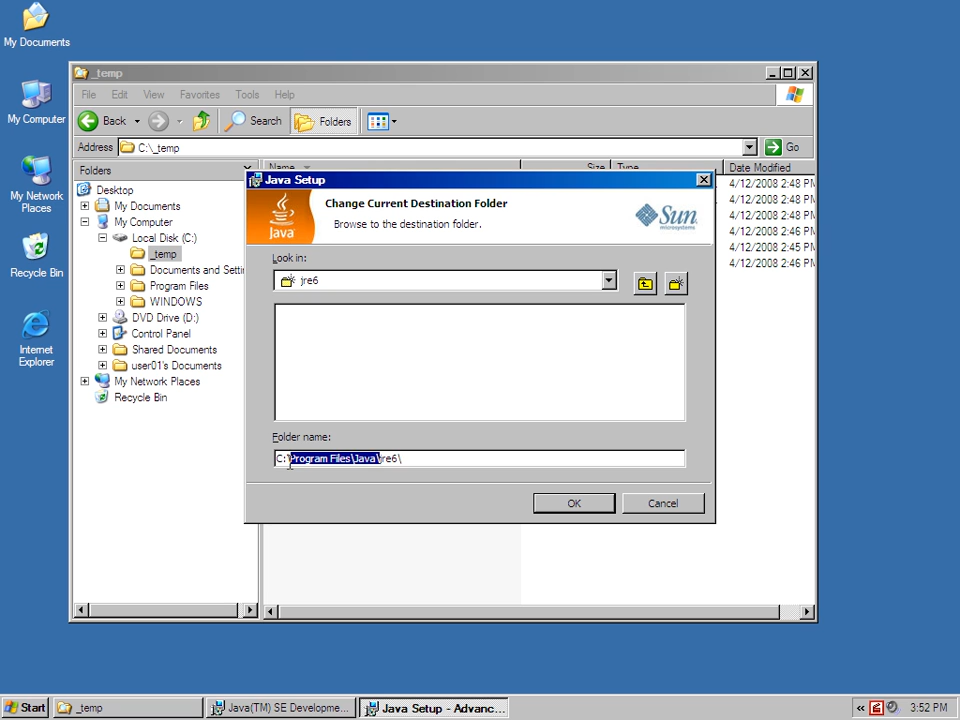 My Documents
My Computer
My Network
Places
Recycle Bin
Internet
Explorer
_temp
File Edit View Favorites Tools Help
Back Search Folders
Address C:\_temp Go
Folders
Name Size Type Date Modified
Desktop
My Documents
My Computer
Local Disk (C:)
_temp
Documents and Setti
Program Files
WINDOWS
DVD Drive (D:)
Control Panel
Shared Documents
user01's Documents
My Network Places
Recycle Bin
4/12/2008 2:48 PM
4/12/2008 2:48 PM
4/12/2008 2:48 PM
4/12/2008 2:48 PM
4/12/2008 2:45 PM
4/12/2008 2:46 PM
Java Setup
Java
Change Current Destination Folder
Browse to the destination folder.
Sun
microsystems
Look in:
jre6
Folder name:
C:\Program Files\Java\jre6\
OK Cancel
Start _temp Java(TM) SE Developme... Java Setup - Advanc... « 3:52 PM